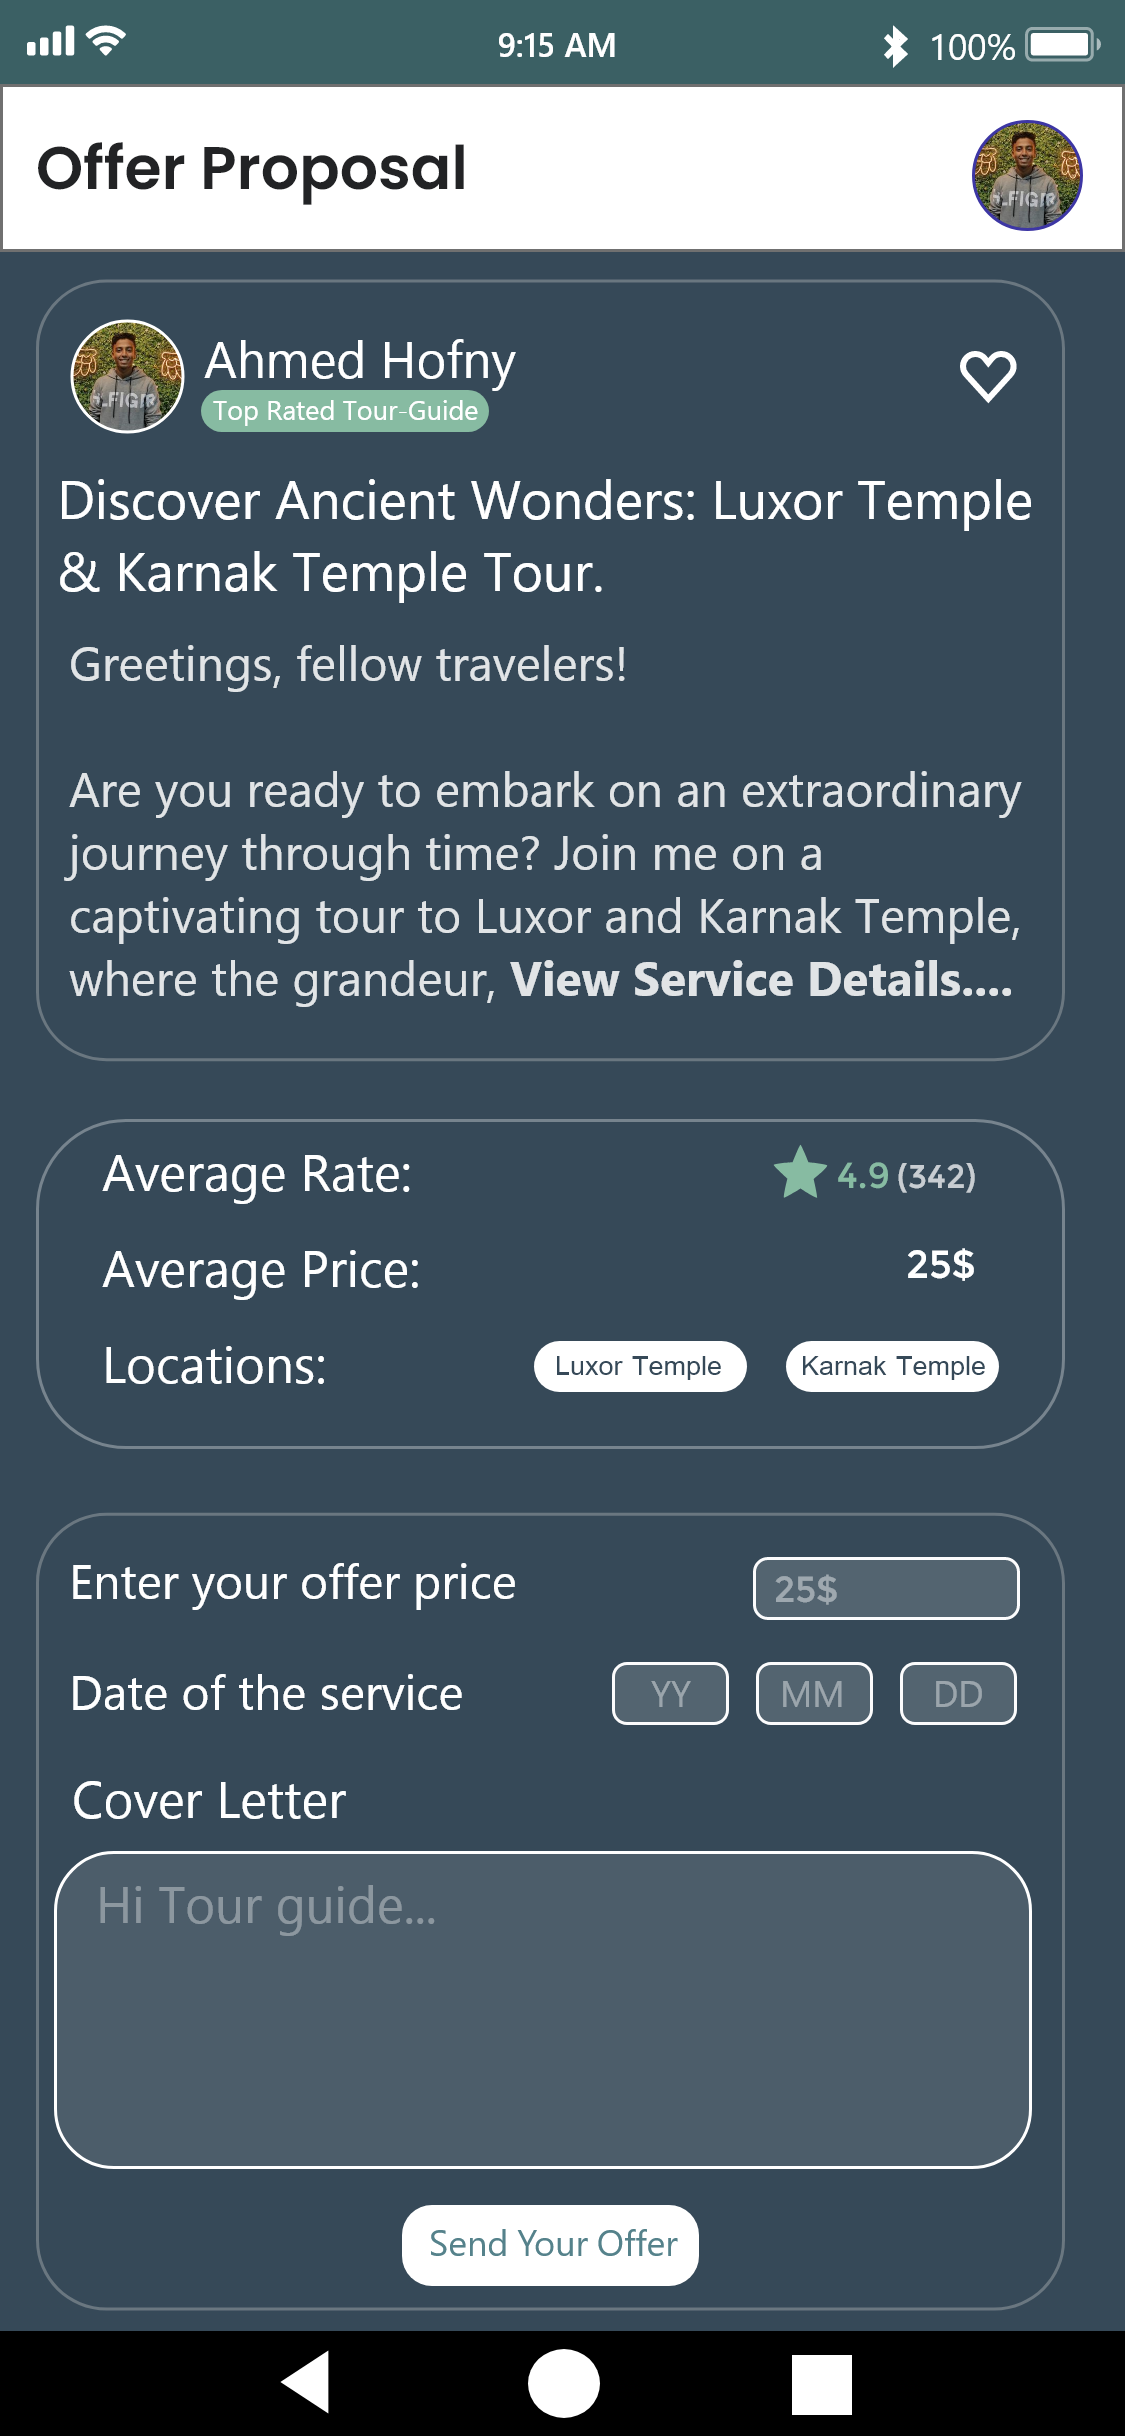 9:15 AM
100%
Offer Proposal
Ahmed Hofny
Top Rated Tour-Guide
Discover Ancient Wonders: Luxor Temple
& Karnak Temple Tour.
Greetings, fellow travelers!
Are you ready to embark on an extraordinary
journey through time? Join me on a
captivating tour to Luxor and Karnak Temple,
where the grandeur, View Service Details....
Average Rate: 4.9 (342)
Average Price: 25$
Locations: Luxor Temple Karnak Temple
Enter your offer price 25$
Date of the service YY MM DD
Cover Letter
Hi Tour guide...
Send Your Offer